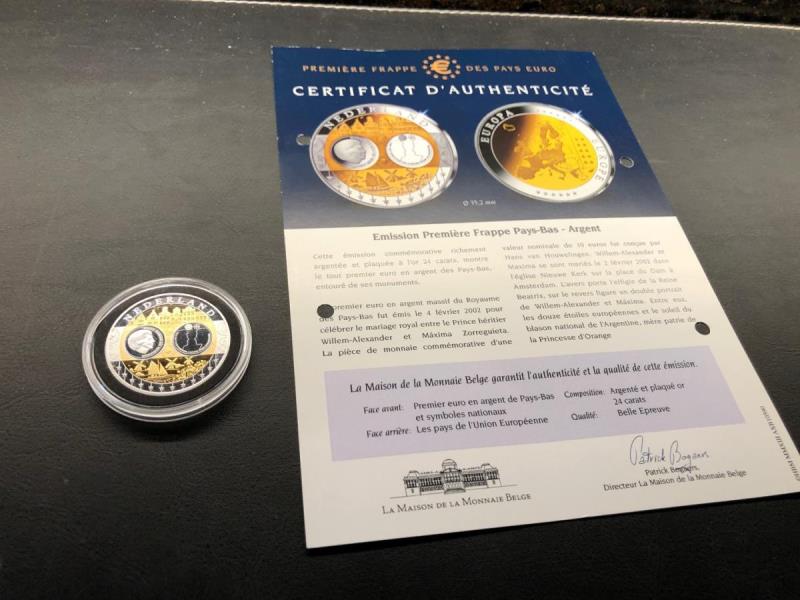 PREMIÈRE FRAPPE € DES PAYS EURO
CERTIFICAT D'AUTHENTICITÉ
NEDERLAND
EUROPA
EUROPE
Ø 35,2 mm
Emission Première Frappe Pays-Bas - Argent
Cette émission commémorative richement
argentée et plaquée à l'or 24 carats, montre
le tout premier euro en argent des Pays-Bas,
entouré de ses monuments.
premier euro en argent massif du Royaume
des Pays-Bas fut émis le 4 février 2002 pour
célébrer le mariage royal entre le Prince héritier
Willem-Alexander et Máxima Zorreguieta.
La pièce de monnaie commémorative d'une
valeur nominale de 10 euros fut conçue par
Hans van Houwelingen. Willem-Alexander et
Maxima se sont mariés le 2 février 2002 dans
l'église Nieuwe Kerk sur la place du Dam à
Amsterdam. L'avers porte l'effigie de la Reine
Beatrix, sur le revers figure un double portrait
de Willem-Alexander et Máxima. Entre eux,
les douze étoiles européennes et le soleil du
blason national de l'Argentine, mère patrie de
la Princesse d'Orange
La Maison de la Monnaie Belge garantit l'authenticité et la qualité de cette émission.
Face avant: Premier euro en argent de Pays-Bas
et symboles nationaux
Face arrière: Les pays de l'Union Européenne
Composition: Argenté et plaqué or
24 carats
Qualité: Belle Epreuve
Patrick Bogaers
Patrick Bogaers,
Directeur La Maison de la Monnaie Belge
LA MAISON DE LA MONNAIE BELGE
NEDERLAND